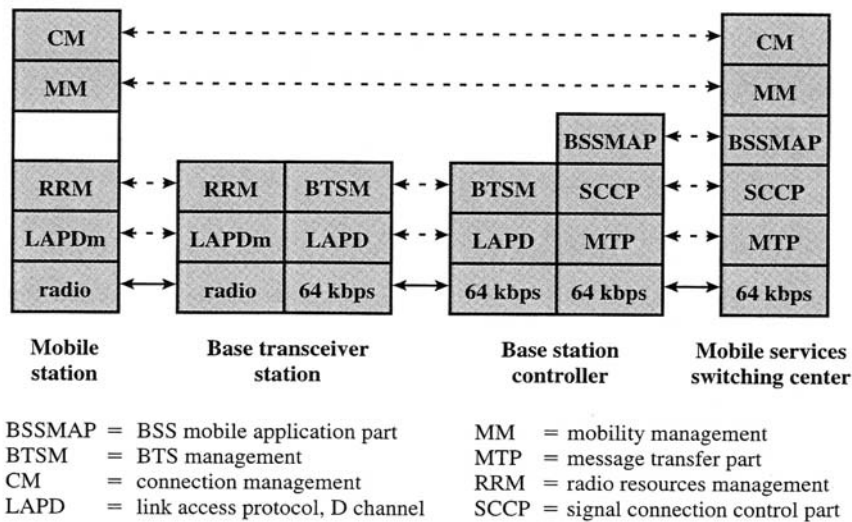 CM CM
MM MM
BSSMAP BSSMAP
RRM RRM BTSM BTSM SCCP SCCP
LAPDm LAPDm LAPD LAPD MTP MTP
radio radio 64 kbps 64 kbps 64 kbps 64 kbps
Mobile station
Base transceiver station
Base station controller
Mobile services switching center
BSSMAP = BSS mobile application part
BTSM = BTS management
CM = connection management
LAPD = link access protocol, D channel
MM = mobility management
MTP = message transfer part
RRM = radio resources management
SCCP = signal connection control part